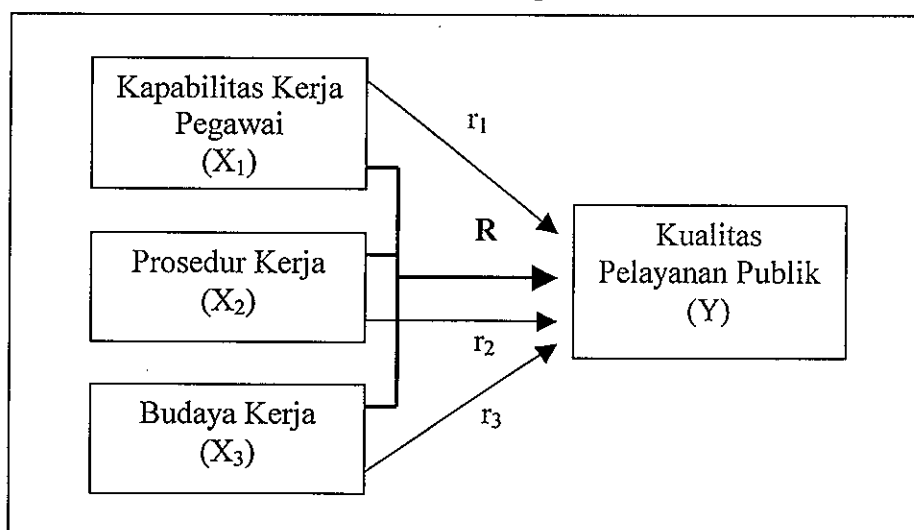 Kapabilitas Kerja
Pegawai
(X₁)
r₁
R
Prosedur Kerja
(X₂)
Kualitas
Pelayanan Publik
(Y)
r₂
Budaya Kerja
(X₃)
r₃